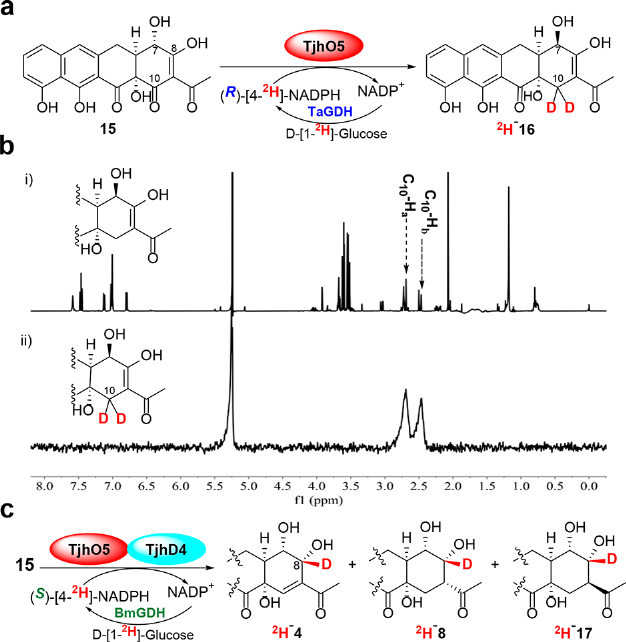 a
OH
7
8
OH
H
10
OH
OH
OH
O
O
O
15
TjhO5
(R)-[4-²H]-NADPH
NADP⁺
TaGDH
D-[1-²H]-Glucose
OH
7
OH
H
10
OH
D D
OH
OH
O
O
²H-16
b
i)
OH
H
OH
HO
O
C₁₀-Hₐ
C₁₀-H_b
ii)
OH
H
OH
10
HO
D D
O
8.0 7.5 7.0 6.5 6.0 5.5 5.0 4.5 4.0 3.5 3.0 2.5 2.0 1.5 1.0 0.5 0.0
f1 (ppm)
c
15
TjhO5
TjhD4
(S)-[4-²H]-NADPH
NADP⁺
BmGDH
D-[1-²H]-Glucose
OH
H
OH
8
D
O
OH
O
²H-4
+
OH
H
OH
D
O
OH
O
²H-8
+
OH
H
OH
D
O
OH
O
²H-17